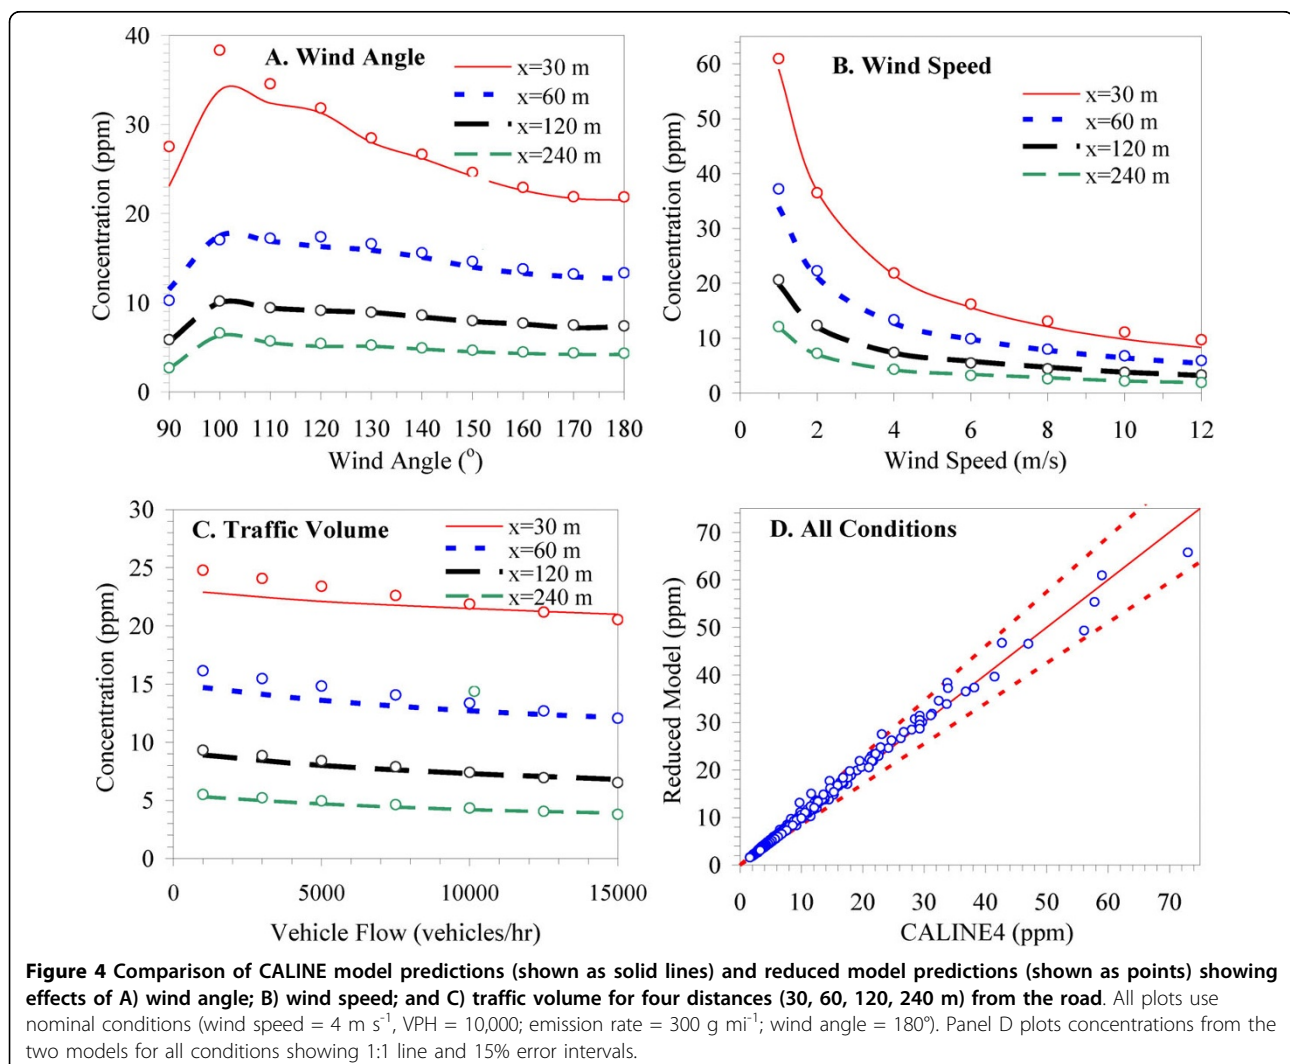 A. Wind Angle
x=30 m
x=60 m
x=120 m
x=240 m
Concentration (ppm)
40
30
20
10
0
90 100 110 120 130 140 150 160 170 180
Wind Angle (°)
B. Wind Speed
x=30 m
x=60 m
x=120 m
x=240 m
Concentration (ppm)
60
50
40
30
20
10
0
0 2 4 6 8 10 12
Wind Speed (m/s)
C. Traffic Volume
x=30 m
x=60 m
x=120 m
x=240 m
Concentration (ppm)
30
25
20
15
10
5
0
0 5000 10000 15000
Vehicle Flow (vehicles/hr)
D. All Conditions
Reduced Model (ppm)
70
60
50
40
30
20
10
0
0 10 20 30 40 50 60 70
CALINE4 (ppm)
Figure 4 Comparison of CALINE model predictions (shown as solid lines) and reduced model predictions (shown as points) showing
effects of A) wind angle; B) wind speed; and C) traffic volume for four distances (30, 60, 120, 240 m) from the road. All plots use
nominal conditions (wind speed = 4 m s⁻¹, VPH = 10,000; emission rate = 300 g mi⁻¹; wind angle = 180°). Panel D plots concentrations from the
two models for all conditions showing 1:1 line and 15% error intervals.